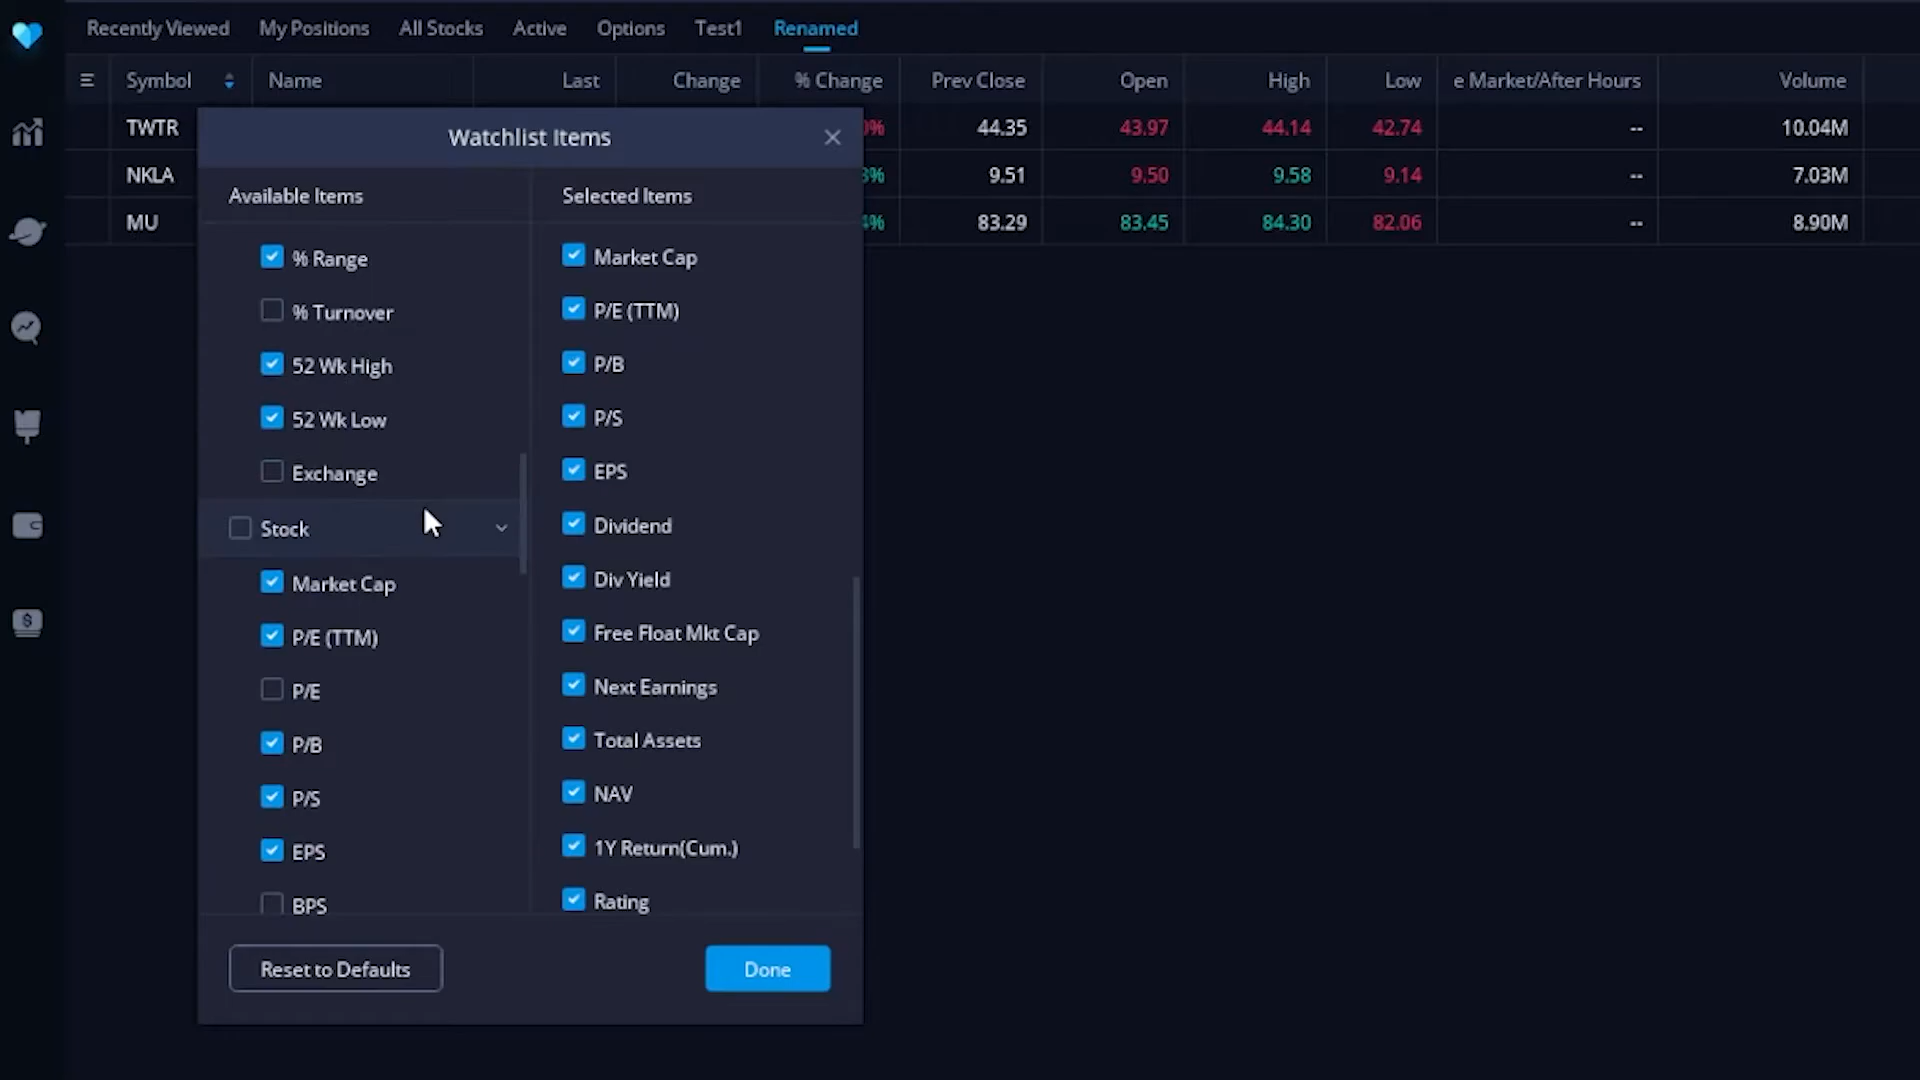 Recently Viewed My Positions All Stocks Active Options Test1 Renamed
Symbol Name Last Change % Change Prev Close Open High Low e Market/After Hours Volume
TWTR % 44.35 43.97 44.14 42.74 -- 10.04M
NKLA % 9.51 9.50 9.58 9.14 -- 7.03M
MU 4% 83.29 83.45 84.30 82.06 -- 8.90M
Watchlist Items
Available Items
% Range
% Turnover
52 Wk High
52 Wk Low
Exchange
Stock
Market Cap
P/E (TTM)
P/E
P/B
P/S
EPS
BPS
Selected Items
Market Cap
P/E (TTM)
P/B
P/S
EPS
Dividend
Div Yield
Free Float Mkt Cap
Next Earnings
Total Assets
NAV
1Y Return(Cum.)
Rating
Reset to Defaults
Done